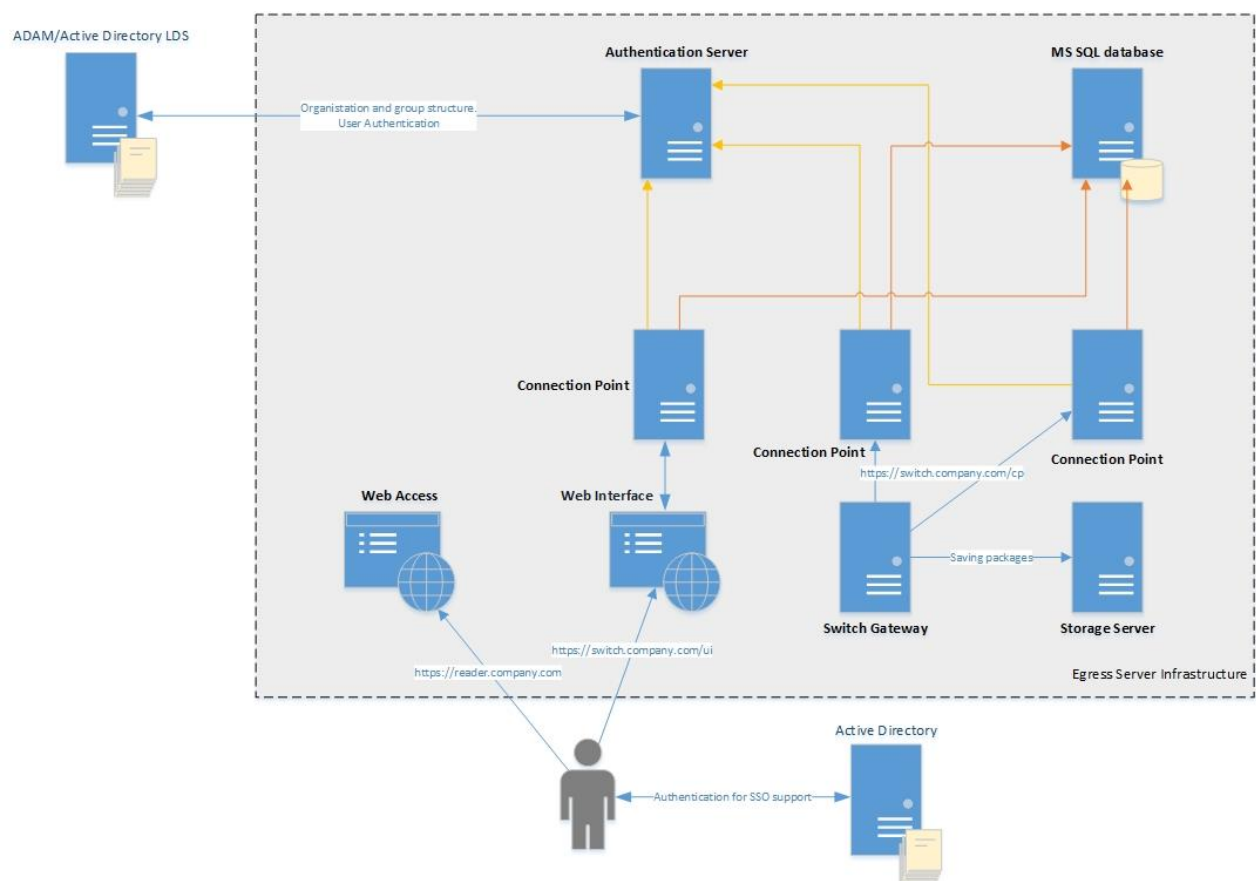 ADAM/Active Directory LDS
Authentication Server
MS SQL database
Organistation and group structure.
User Authentication
Connection Point
Connection Point
https://switch.company.com/cp
Connection Point
Web Access
Web Interface
Saving packages
Switch Gateway
Storage Server
https://switch.company.com/ui
https://reader.company.com
Egress Server Infrastructure
Active Directory
Authentication for SSO support